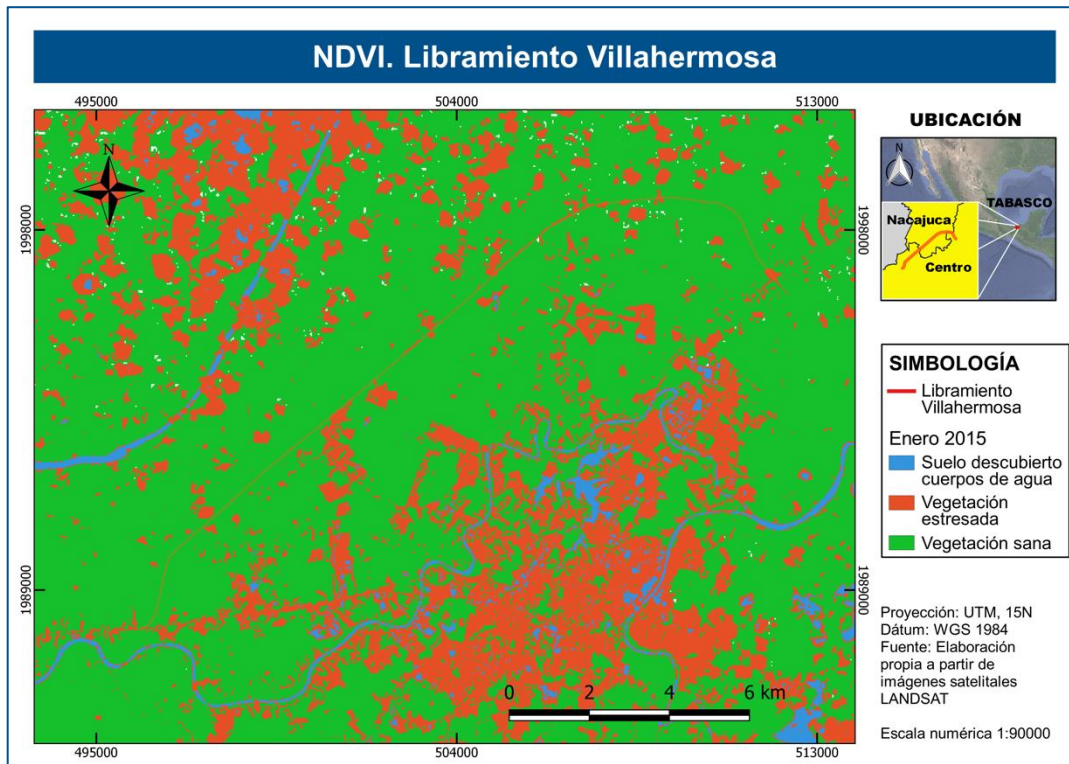 NDVI. Libramiento Villahermosa
495000
504000
513000
N
1998000
1998000
1989000
1989000
0
2
4
6 km
495000
504000
513000
UBICACIÓN
N
TABASCO
Nacajuca
Centro
SIMBOLOGÍA
Libramiento
Villahermosa
Enero 2015
Suelo descubierto
cuerpos de agua
Vegetación
estresada
Vegetación sana
Proyección: UTM, 15N
Dátum: WGS 1984
Fuente: Elaboración
propia a partir de
imágenes satelitales
LANDSAT
Escala numérica 1:90000